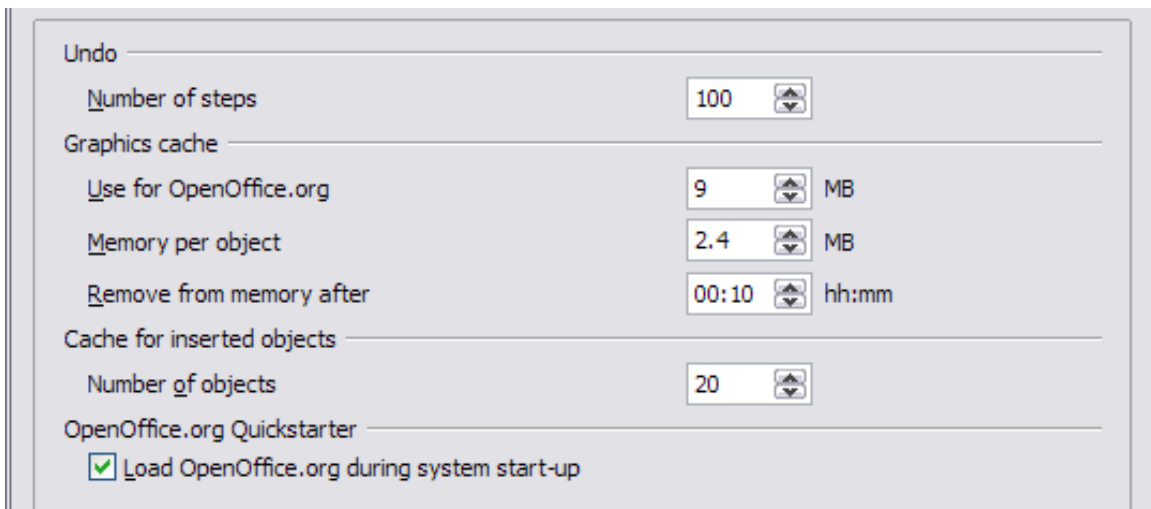 Undo
Number of steps 100
Graphics cache
Use for OpenOffice.org 9 MB
Memory per object 2.4 MB
Remove from memory after 00:10 hh:mm
Cache for inserted objects
Number of objects 20
OpenOffice.org Quickstarter
Load OpenOffice.org during system start-up